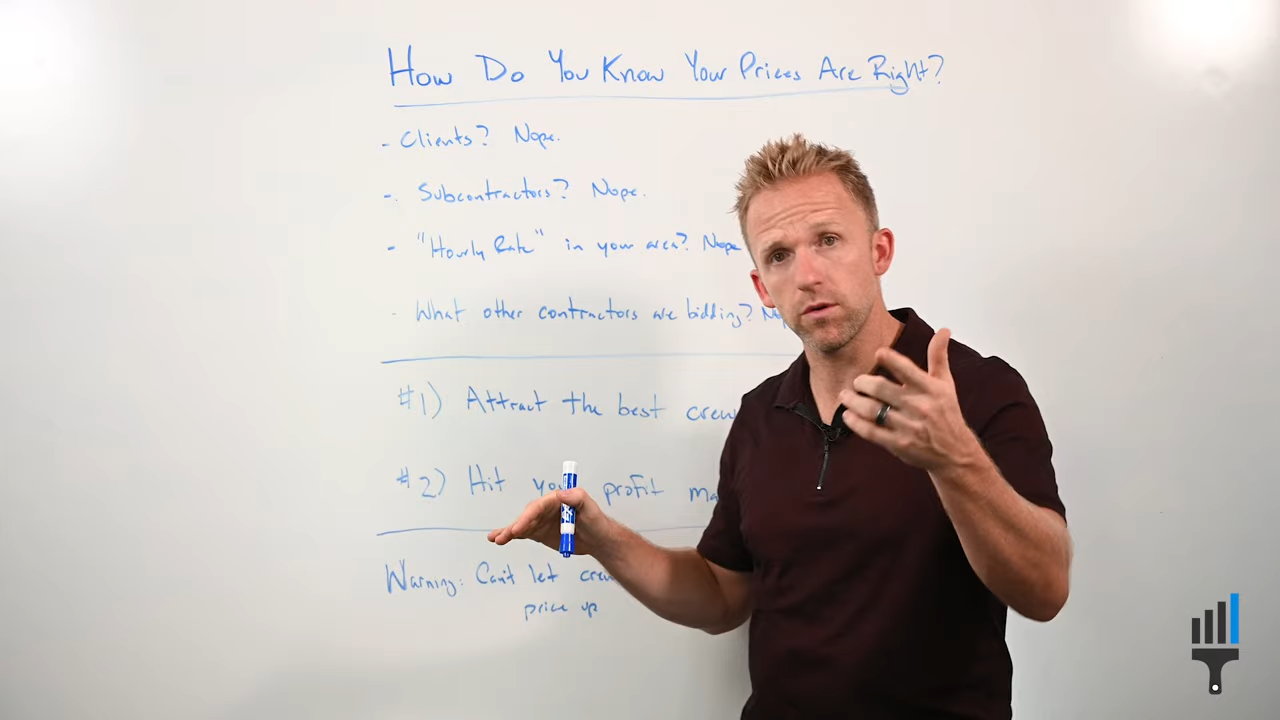 How Do You Know Your Prices Are Right?
- Clients? Nope.
- Subcontractors? Nope.
- "Hourly Rate" in your area? Nope
- What other contractors are bidding?
#1) Attract the best crew
#2) Hit profit
Warning: Can't let
price up